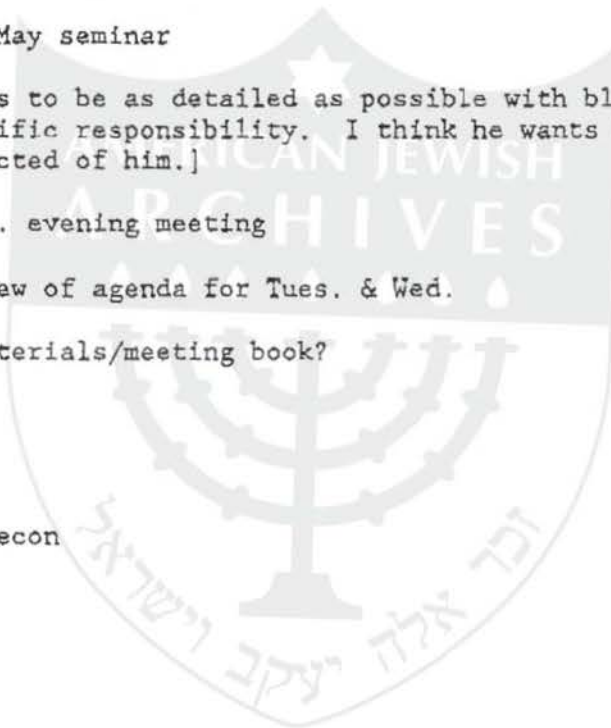 May seminar
s to be as detailed as possible with bl
ific responsibility. I think he wants
cted of him.]
. evening meeting
ew of agenda for Tues. & Wed.
terials/meeting book?
econ
AMERICAN JEWISH
ARCHIVES
זכר אלה יעקב וישראל